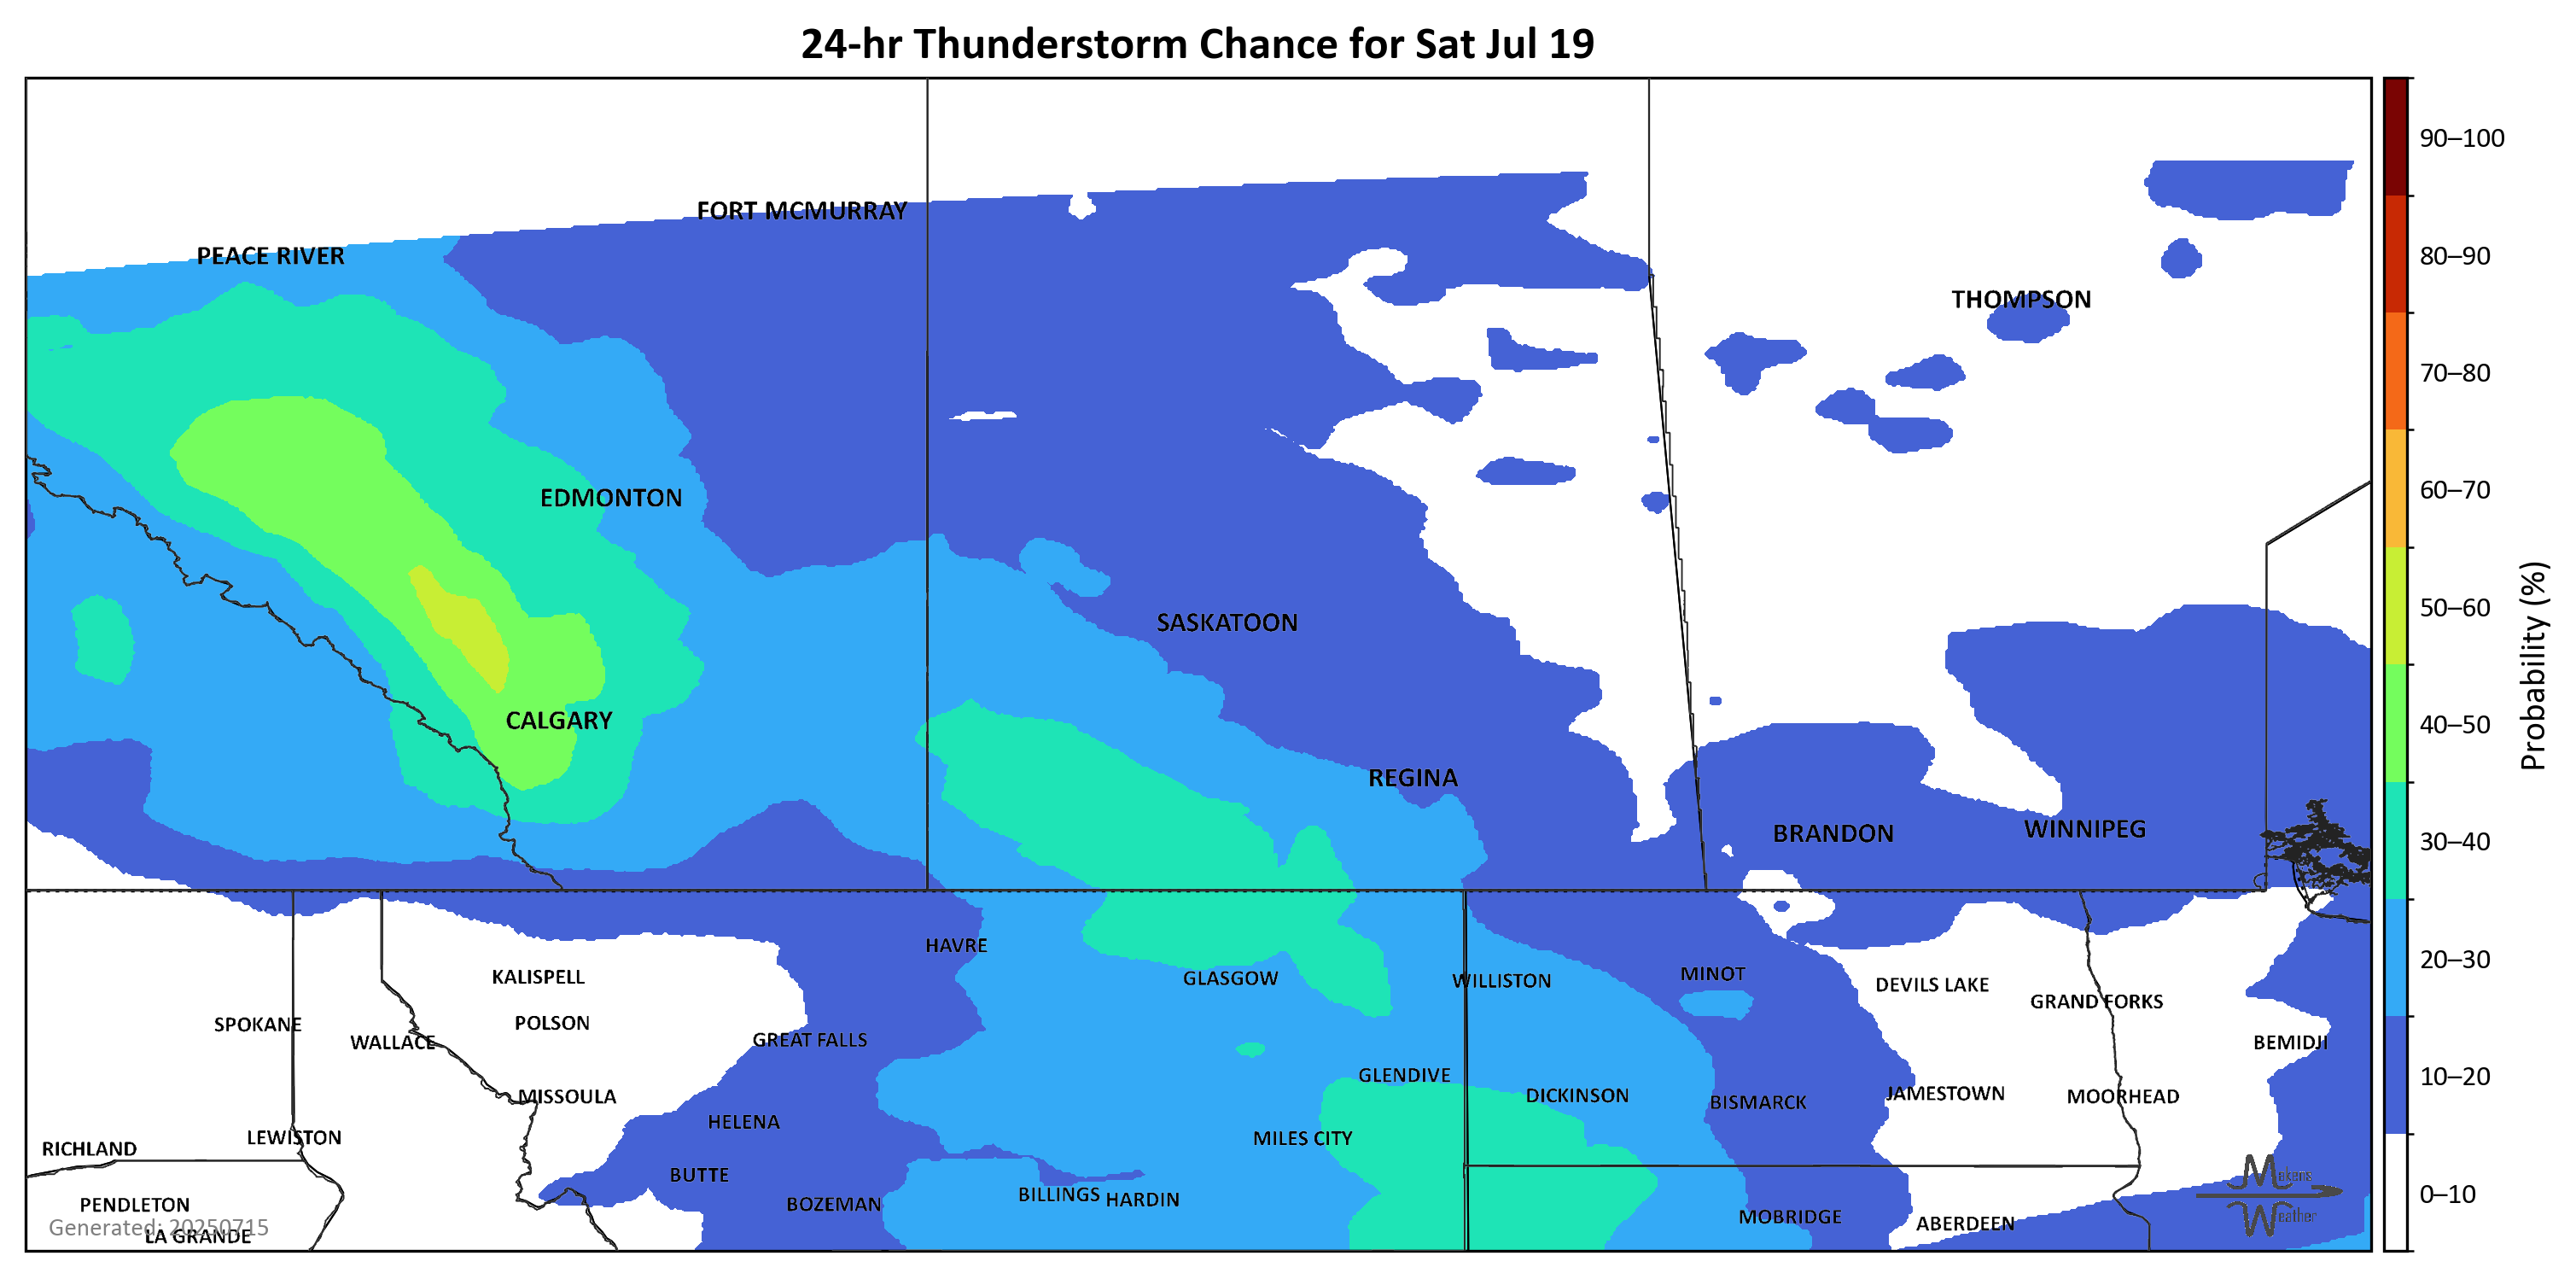 24-hr Thunderstorm Chance for Sat Jul 19
90–100
FORT MCMURRAY
PEACE RIVER
80–90
THOMPSON
70–80
60–70
EDMONTON
50–60
SASKATOON
Probability (%)
CALGARY
40–50
REGINA
BRANDON
WINNIPEG
30–40
HAVRE
20–30
KALISPELL
GLASGOW
WILLISTON
MINOT
DEVILS LAKE
GRAND FORKS
SPOKANE
POLSON
WALLACE
GREAT FALLS
BEMIDJI
GLENDIVE
10–20
MISSOULA
DICKINSON
BISMARCK
JAMESTOWN
MOORHEAD
HELENA
LEWISTON
MILES CITY
RICHLAND
BUTTE
BILLINGS
HARDIN
0–10
PENDLETON
BOZEMAN
MOBRIDGE
ABERDEEN
Generated: 20250715
LA GRANDE
Mekens
Weather